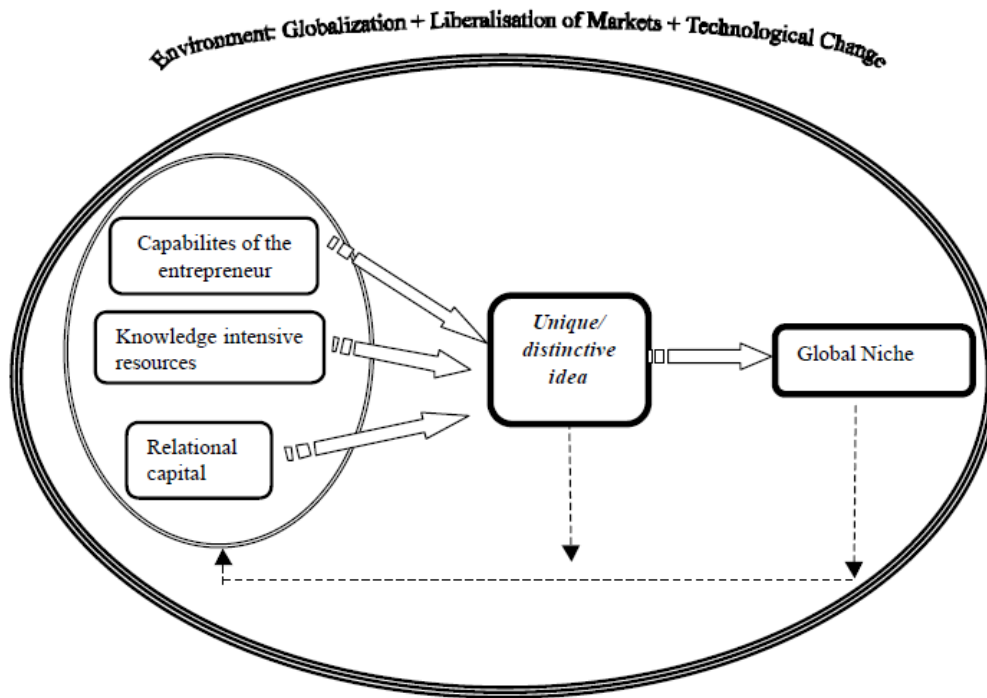 Environment: Globalization + Liberalisation of Markets + Technological Change
Capabilites of the
entrepreneur
Knowledge intensive
resources
Relational
capital
Unique/
distinctive
idea
Global Niche